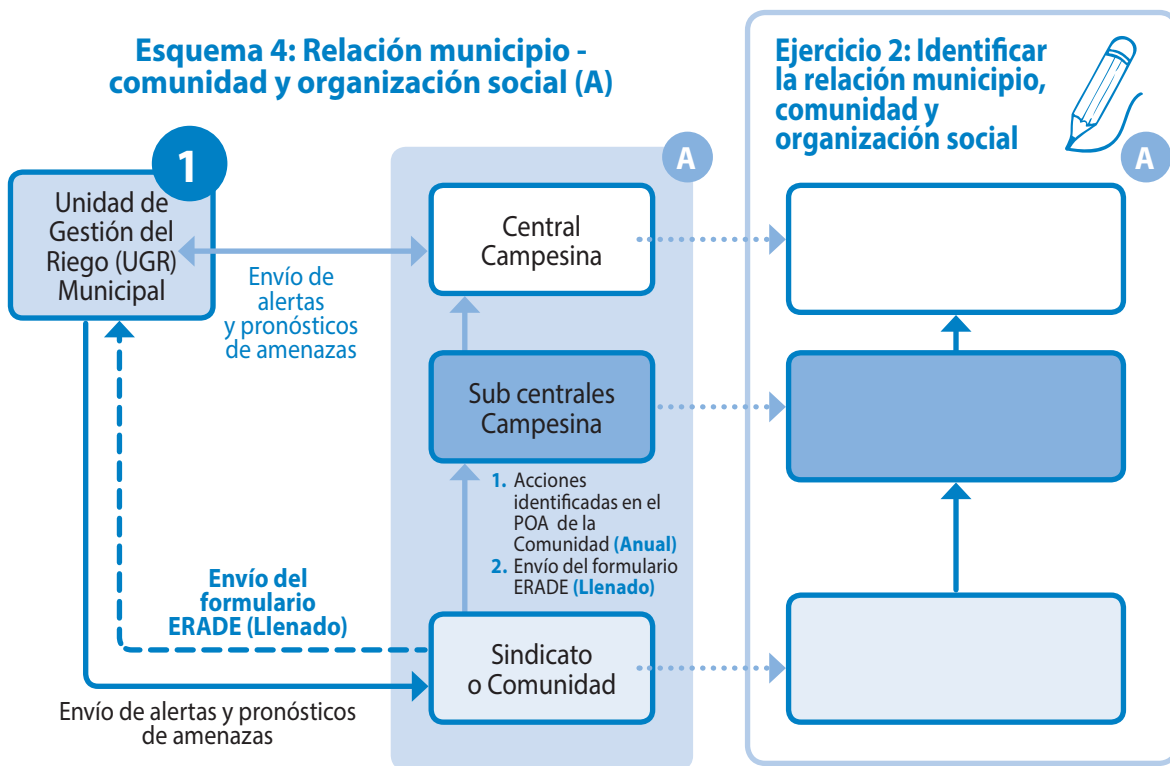 Esquema 4: Relación municipio -
comunidad y organización social (A)
1
Unidad de
Gestión del
Riego (UGR)
Municipal
Envío de
alertas
y pronósticos
de amenazas
A
Central
Campesina
Sub centrales
Campesina
1. Acciones
identificadas en el
POA de la
Comunidad (Anual)
2. Envío del formulario
ERADE (Llenado)
Envío del
formulario
ERADE (Llenado)
Sindicato
o Comunidad
Envío de alertas y pronósticos
de amenazas
Ejercicio 2: Identificar
la relación municipio,
comunidad y
organización social
A